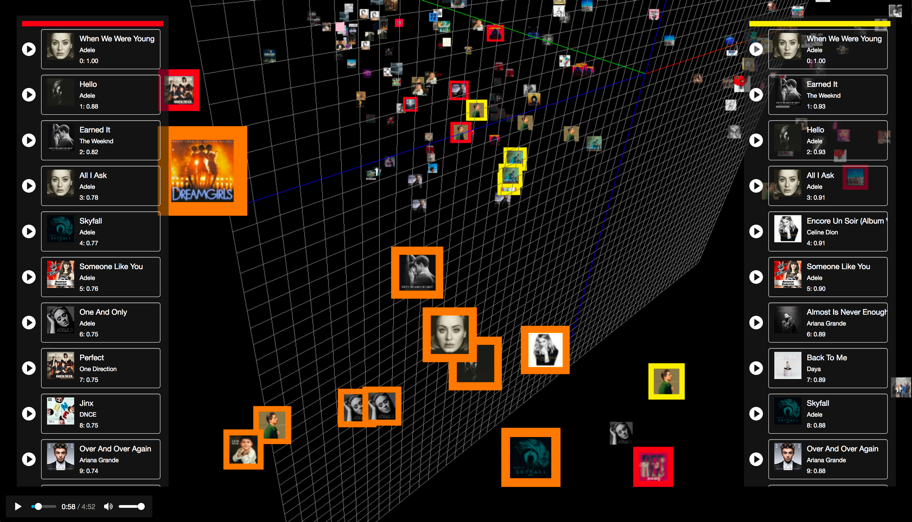 When We Were Young
Adele
0: 1.00
Hello
Adele
1: 0.88
Earned It
The Weeknd
2: 0.82
All I Ask
Adele
3: 0.78
Skyfall
Adele
4: 0.77
Someone Like You
Adele
5: 0.76
One And Only
Adele
6: 0.75
Perfect
One Direction
7: 0.75
Jinx
DNCE
8: 0.75
Over And Over Again
Ariana Grande
9: 0.74
0:58 / 4:52
DREAMGIRLS
When We Were Young
Adele
0: 1.00
Earned It
The Weeknd
1: 0.93
Hello
Adele
2: 0.93
All I Ask
Adele
3: 0.91
Encore Un Soir (Album
Celine Dion
4: 0.91
Someone Like You
Adele
5: 0.90
Almost Is Never Enough
Ariana Grande
6: 0.89
Back To Me
Daya
7: 0.89
Skyfall
Adele
8: 0.88
Over And Over Again
Ariana Grande
9: 0.88